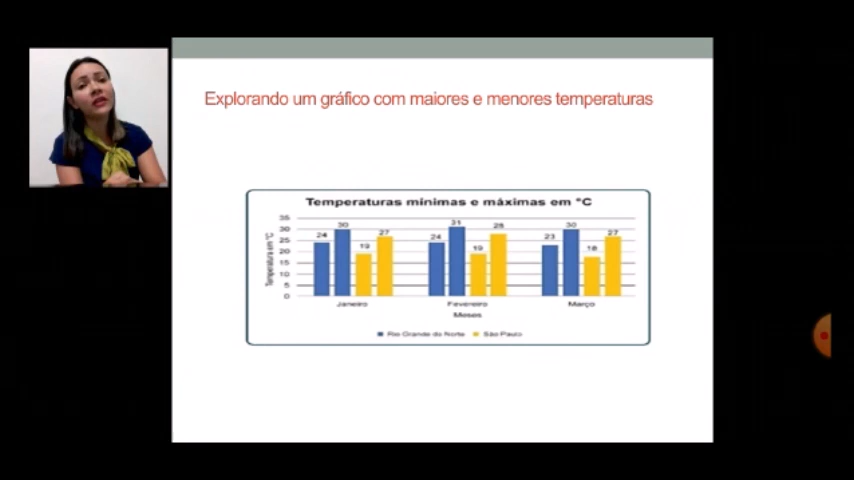 Explorando um gráfico com maiores e menores temperaturas
Temperaturas mínimas e máximas em °C
Temperatura em °C
35
30
25
20
15
10
5
0
24 30 19 27
24 31 19 28
23 30 18 27
Janeiro Fevereiro Março
Meses
Rio Grande do Norte São Paulo